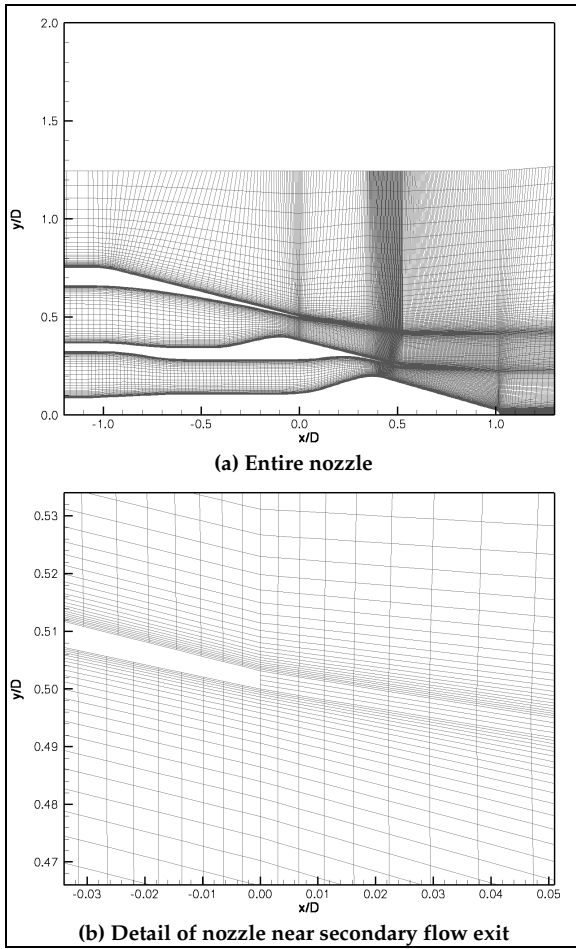 2.0
1.5
1.0
0.5
0.0
y/D
-1.0 -0.5 0.0 0.5 1.0
x/D
(a) Entire nozzle
0.53
0.52
0.51
0.50
0.49
0.48
0.47
y/D
-0.03 -0.02 -0.01 0.00 0.01 0.02 0.03 0.04 0.05
x/D
(b) Detail of nozzle near secondary flow exit